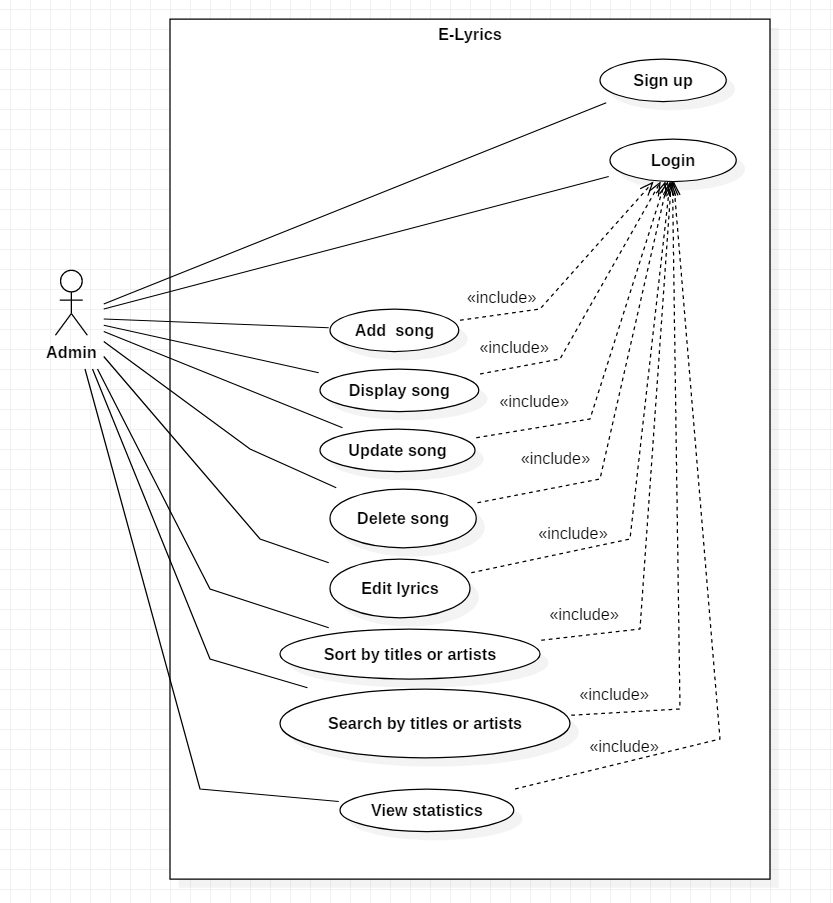 E-Lyrics
Sign up
Login
«include»
Add  song
Admin
«include»
Display song
«include»
Update song
«include»
Delete song
«include»
Edit lyrics
«include»
Sort by titles or artists
«include»
Search by titles or artists
«include»
View statistics